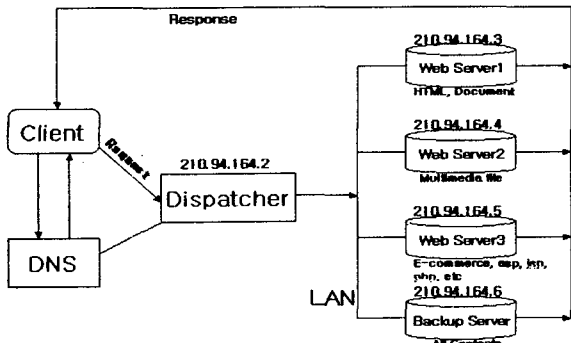 Response
210.94.164.3
Web Server1
HTML, Document
Client
Request
210.94.164.4
Web Server2
Multimedia file
210.94.164.2
Dispatcher
210.94.164.5
Web Server3
E-commerce, asp, jsp,
php, etc
DNS
LAN
210.94.164.6
Backup Server
All Contents